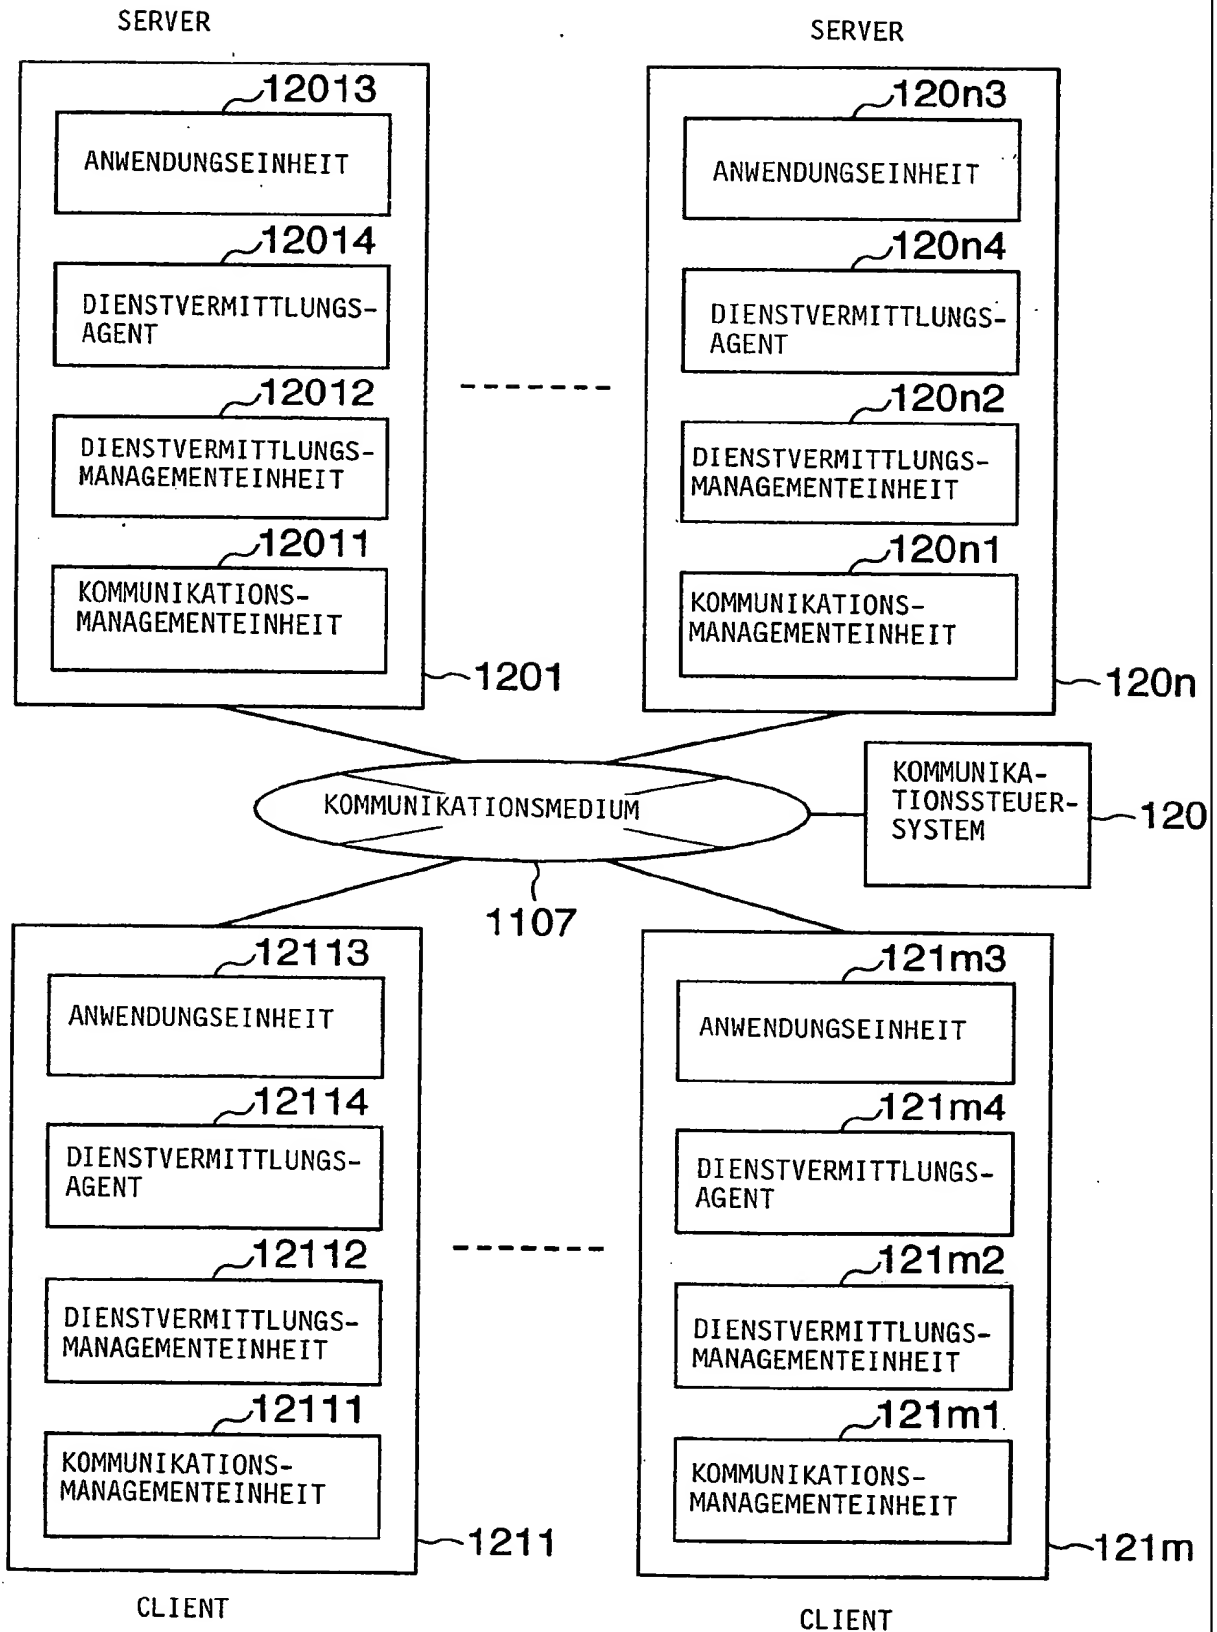 SERVER
12013
ANWENDUNGSEINHEIT
12014
DIENSTVERMITTLUNGS-
AGENT
12012
DIENSTVERMITTLUNGS-
MANAGEMENTEINHEIT
12011
KOMMUNIKATIONS-
MANAGEMENTEINHEIT
1201
SERVER
120n3
ANWENDUNGSEINHEIT
120n4
DIENSTVERMITTLUNGS-
AGENT
120n2
DIENSTVERMITTLUNGS-
MANAGEMENTEINHEIT
120n1
KOMMUNIKATIONS-
MANAGEMENTEINHEIT
120n
KOMMUNIKATIONSMEDIUM
1107
KOMMUNIKA-
TIONSSTEUER-
SYSTEM
120
12113
ANWENDUNGSEINHEIT
12114
DIENSTVERMITTLUNGS-
AGENT
12112
DIENSTVERMITTLUNGS-
MANAGEMENTEINHEIT
12111
KOMMUNIKATIONS-
MANAGEMENTEINHEIT
1211
CLIENT
121m3
ANWENDUNGSEINHEIT
121m4
DIENSTVERMITTLUNGS-
AGENT
121m2
DIENSTVERMITTLUNGS-
MANAGEMENTEINHEIT
121m1
KOMMUNIKATIONS-
MANAGEMENTEINHEIT
121m
CLIENT